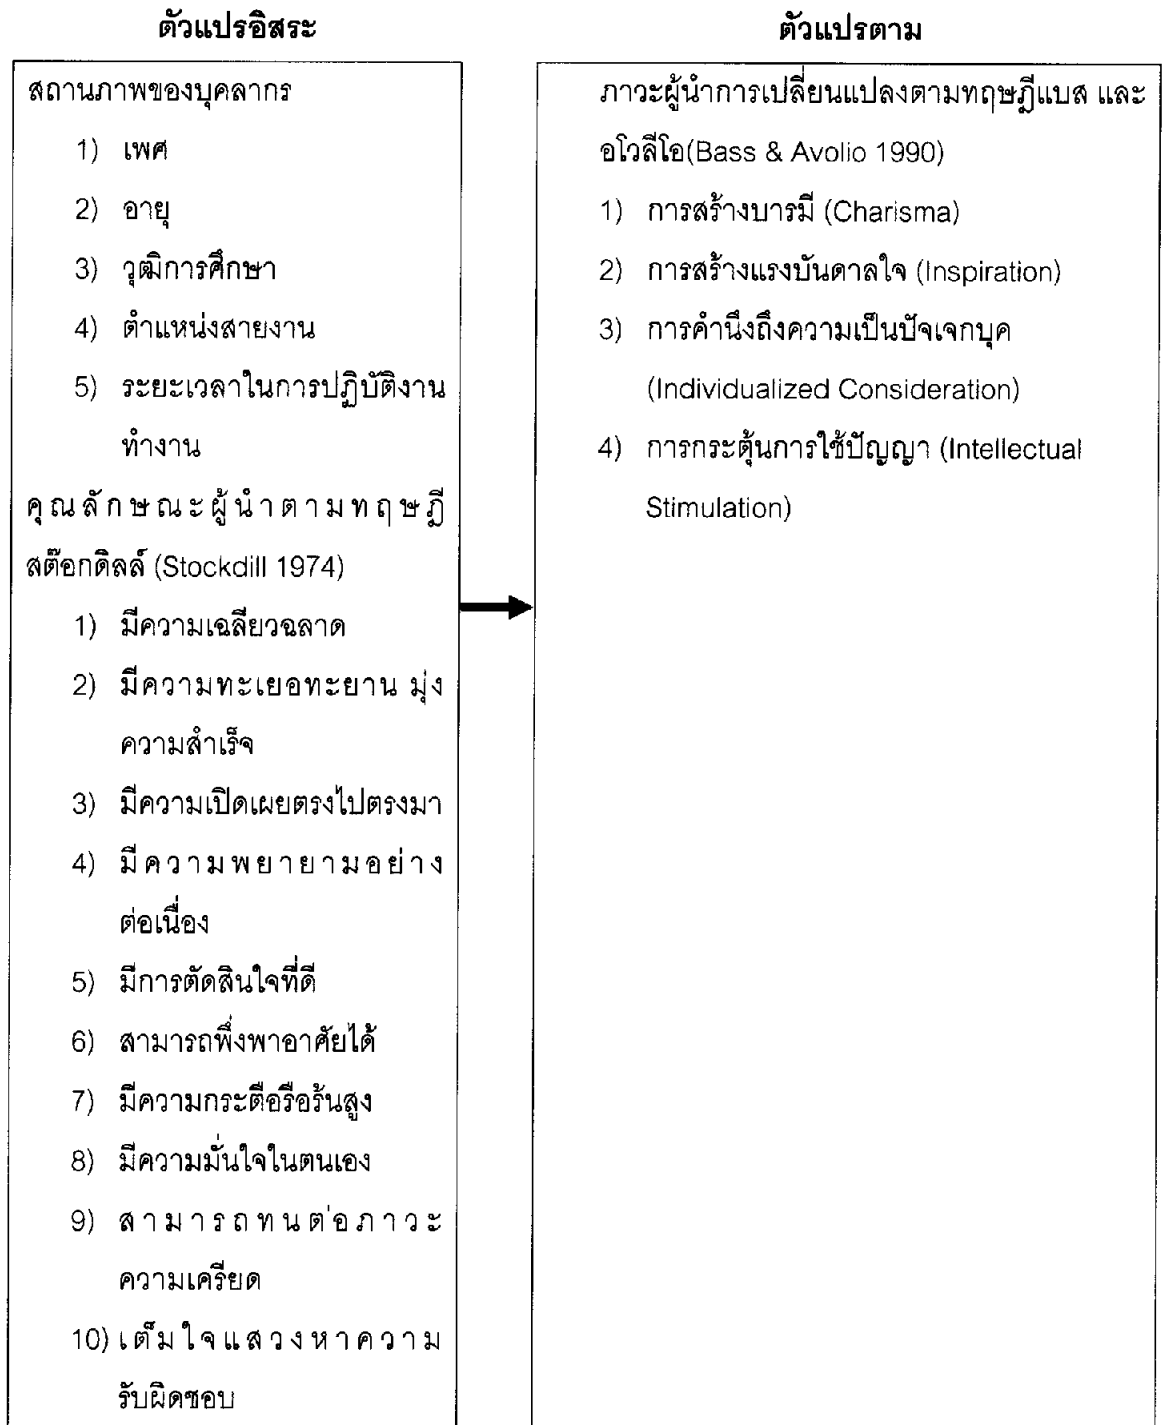 ตัวแปรอิสระ
สถานภาพของบุคลากร
1) เพศ
2) อายุ
3) วุฒิการศึกษา
4) ตำแหน่งสายงาน
5) ระยะเวลาในการปฏิบัติงาน
ทำงาน
คุณลักษณะผู้นำตามทฤษฎี
สต๊อกดิลล์ (Stockdill 1974)
1) มีความเฉลียวฉลาด
2) มีความทะเยอทะยาน มุ่ง
ความสำเร็จ
3) มีความเปิดเผยตรงไปตรงมา
4) มีความพยายามอย่าง
ต่อเนื่อง
5) มีการตัดสินใจที่ดี
6) สามารถพึ่งพาอาศัยได้
7) มีความกระตือรือร้นสูง
8) มีความมั่นใจในตนเอง
9) สามารถทนต่อภาวะ
ความเครียด
10) เต็มใจแสวงหาความ
รับผิดชอบ
ตัวแปรตาม
ภาวะผู้นำการเปลี่ยนแปลงตามทฤษฎีแบส และ
อโวลีโอ(Bass & Avolio 1990)
1) การสร้างบารมี (Charisma)
2) การสร้างแรงบันดาลใจ (Inspiration)
3) การคำนึงถึงความเป็นปัจเจกบุค
(Individualized Consideration)
4) การกระตุ้นการใช้ปัญญา (Intellectual
Stimulation)